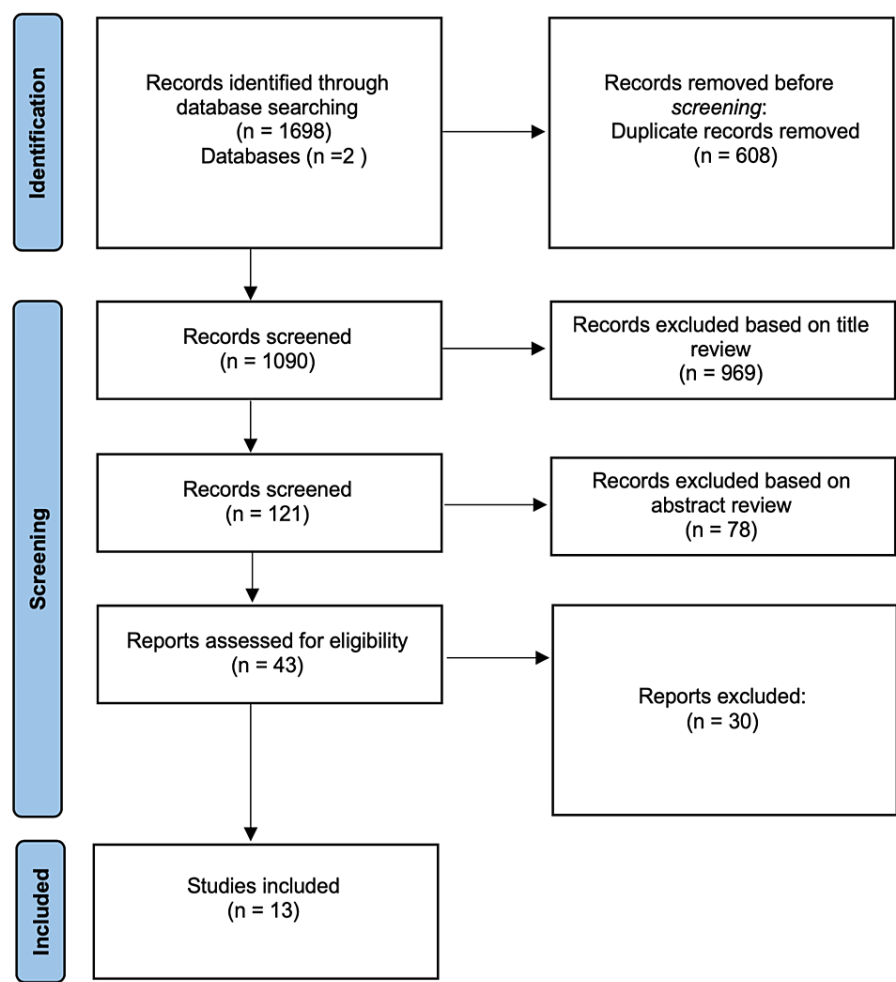 Identification
Records identified through
database searching
(n = 1698)
Databases (n =2 )
Records removed before
screening:
Duplicate records removed
(n = 608)
Screening
Records screened
(n = 1090)
Records excluded based on title
review
(n = 969)
Records screened
(n = 121)
Records excluded based on
abstract review
(n = 78)
Reports assessed for eligibility
(n = 43)
Reports excluded:
(n = 30)
Included
Studies included
(n = 13)